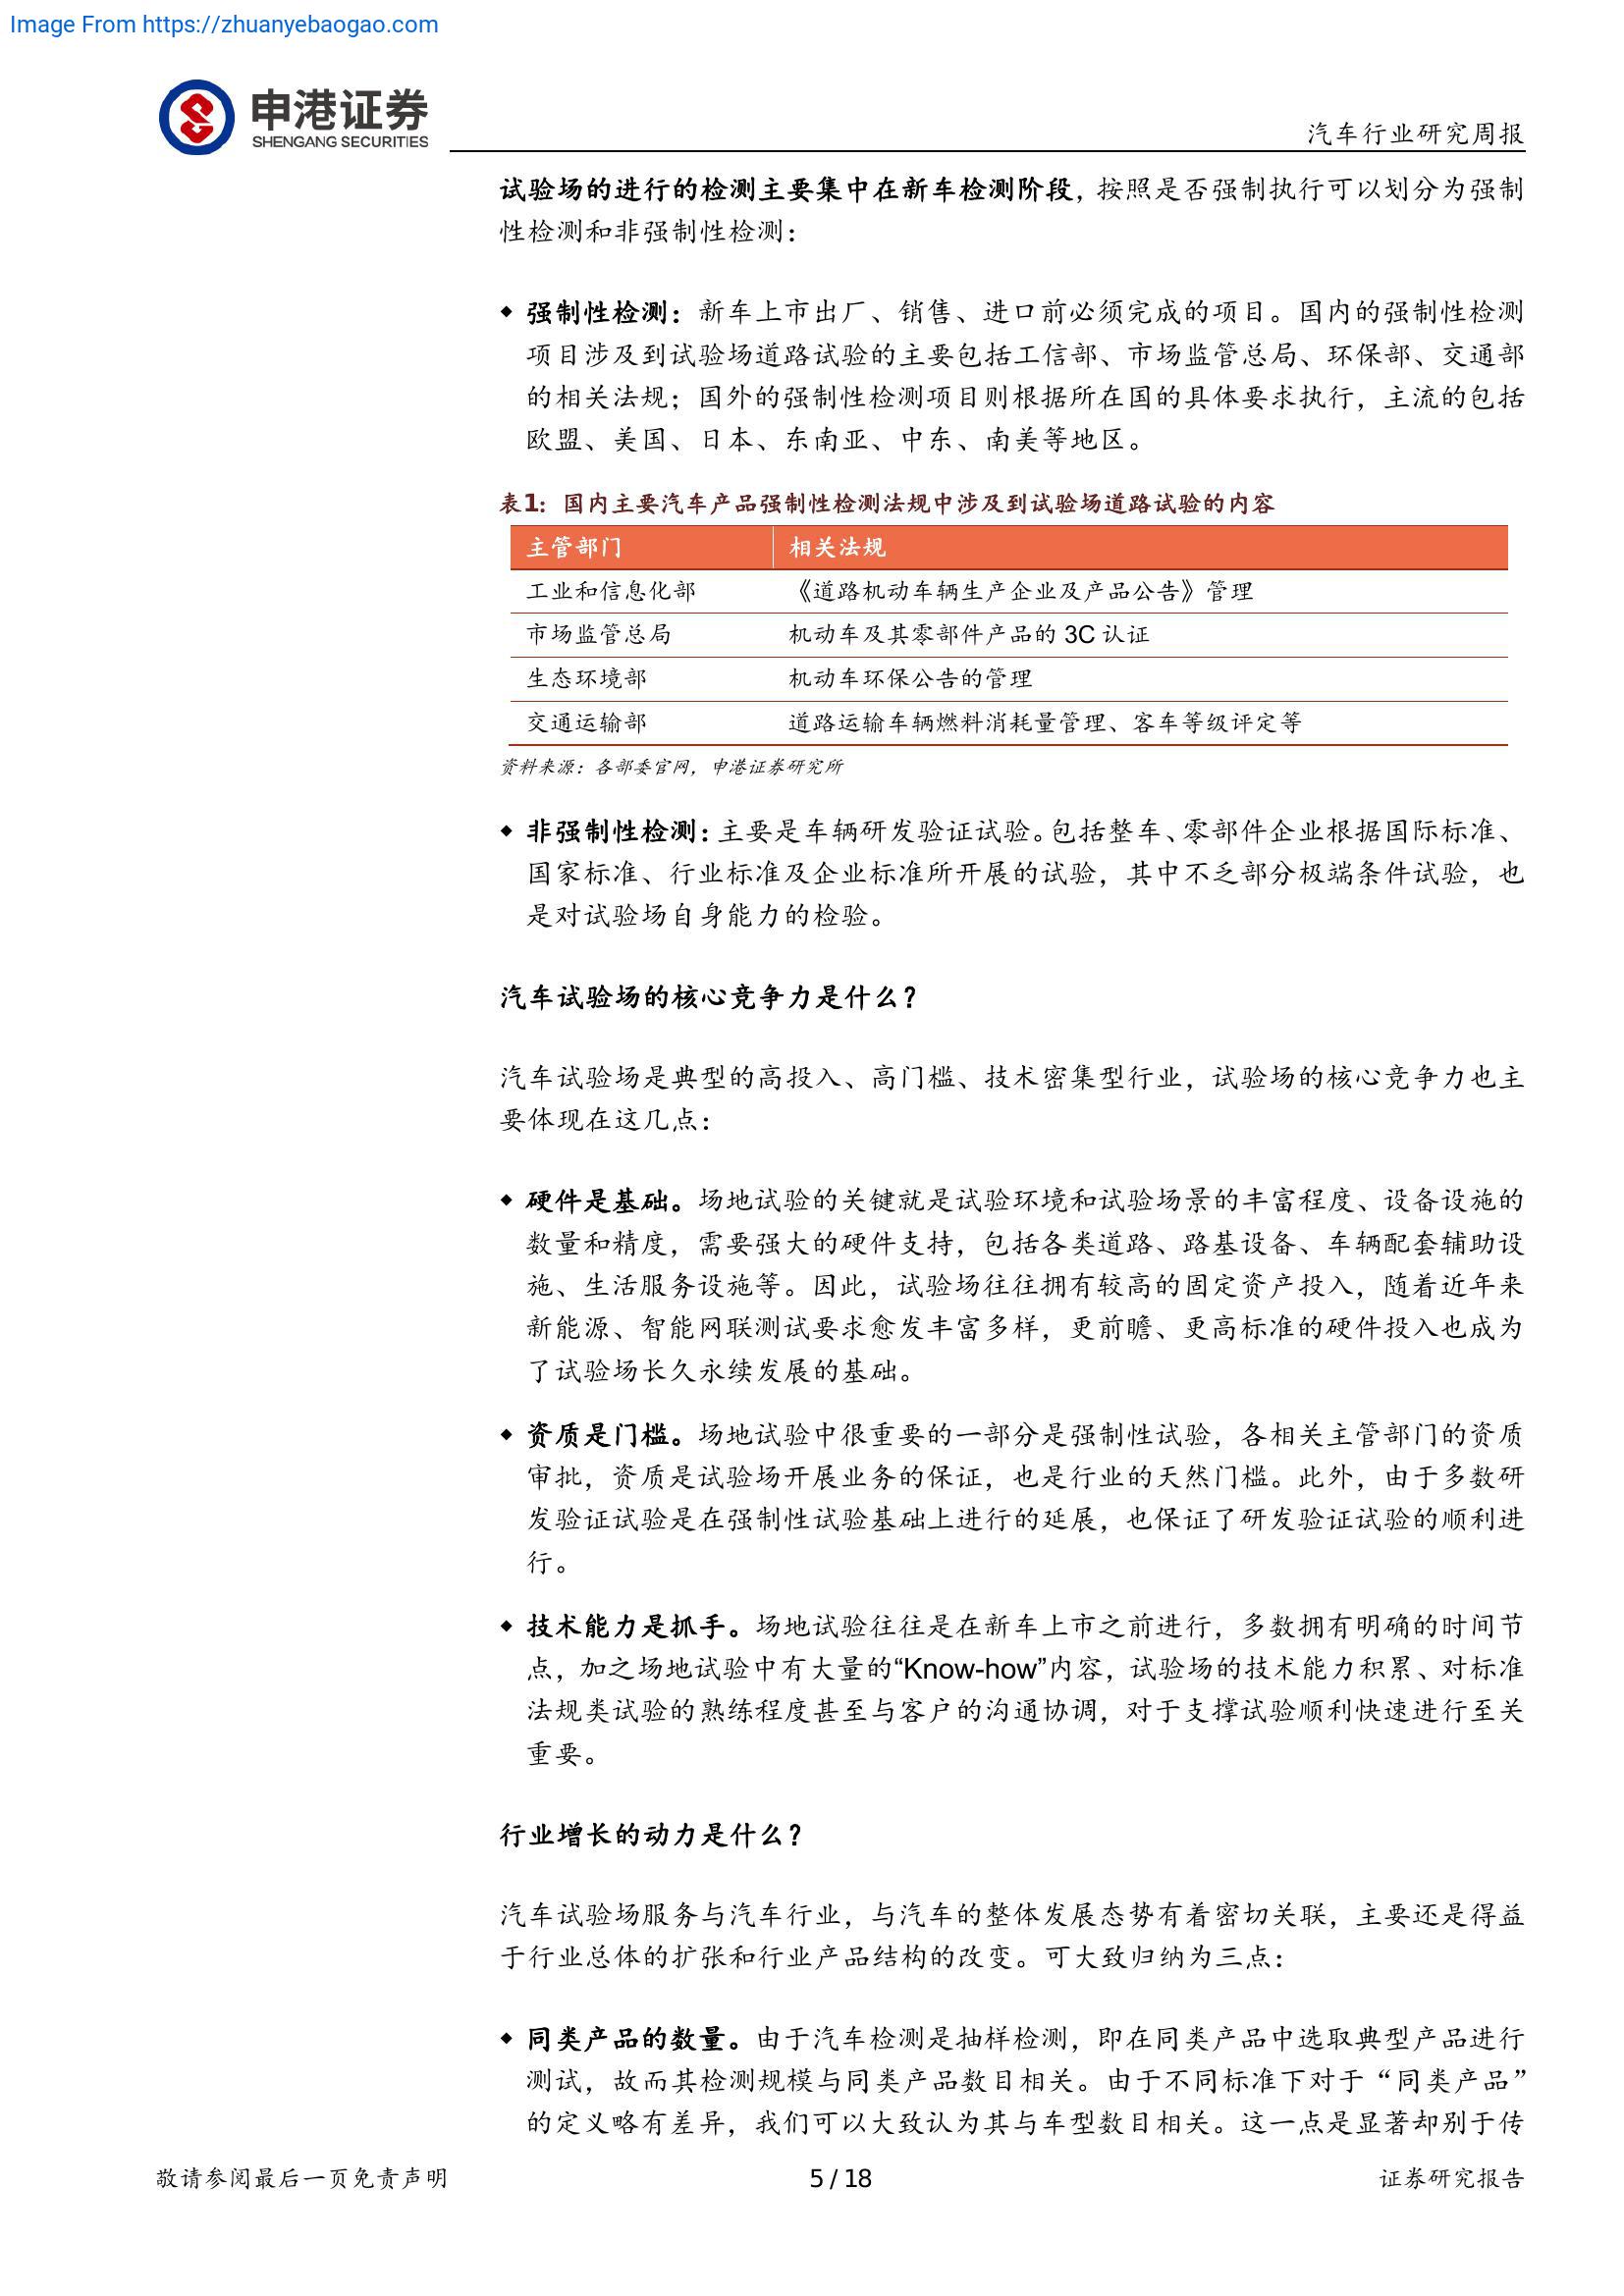 Image From https://zhuanyebaogao.com
申港证券
SHENGANG SECURITIES
汽车行业研究周报
试验场的进行的检测主要集中在新车检测阶段，按照是否强制执行可以划分为强制
性检测和非强制性检测：
◆ 强制性检测：新车上市出厂、销售、进口前必须完成的项目。国内的强制性检测
项目涉及到试验场道路试验的主要包括工信部、市场监管总局、环保部、交通部
的相关法规；国外的强制性检测项目则根据所在国的具体要求执行，主流的包括
欧盟、美国、日本、东南亚、中东、南美等地区。
表1：国内主要汽车产品强制性检测法规中涉及到试验场道路试验的内容
主管部门 相关法规
工业和信息化部 《道路机动车辆生产企业及产品公告》管理
市场监管总局 机动车及其零部件产品的 3C 认证
生态环境部 机动车环保公告的管理
交通运输部 道路运输车辆燃料消耗量管理、客车等级评定等
资料来源：各部委官网，申港证券研究所
◆ 非强制性检测：主要是车辆研发验证试验。包括整车、零部件企业根据国际标准、
国家标准、行业标准及企业标准所开展的试验，其中不乏部分极端条件试验，也
是对试验场自身能力的检验。
汽车试验场的核心竞争力是什么？
汽车试验场是典型的高投入、高门槛、技术密集型行业，试验场的核心竞争力也主
要体现在这几点：
◆ 硬件是基础。场地试验的关键就是试验环境和试验场景的丰富程度、设备设施的
数量和精度，需要强大的硬件支持，包括各类道路、路基设备、车辆配套辅助设
施、生活服务设施等。因此，试验场往往拥有较高的固定资产投入，随着近年来
新能源、智能网联测试要求愈发丰富多样，更前瞻、更高标准的硬件投入也成为
了试验场长久永续发展的基础。
◆ 资质是门槛。场地试验中很重要的一部分是强制性试验，各相关主管部门的资质
审批，资质是试验场开展业务的保证，也是行业的天然门槛。此外，由于多数研
发验证试验是在强制性试验基础上进行的延展，也保证了研发验证试验的顺利进
行。
◆ 技术能力是抓手。场地试验往往是在新车上市之前进行，多数拥有明确的时间节
点，加之场地试验中有大量的“Know-how”内容，试验场的技术能力积累、对标准
法规类试验的熟练程度甚至与客户的沟通协调，对于支撑试验顺利快速进行至关
重要。
行业增长的动力是什么？
汽车试验场服务与汽车行业，与汽车的整体发展态势有着密切关联，主要还是得益
于行业总体的扩张和行业产品结构的改变。可大致归纳为三点：
◆ 同类产品的数量。由于汽车检测是抽样检测，即在同类产品中选取典型产品进行
测试，故而其检测规模与同类产品数目相关。由于不同标准下对于“同类产品”
的定义略有差异，我们可以大致认为其与车型数目相关。这一点是显著却别于传
敬请参阅最后一页免责声明 5 / 18 证券研究报告